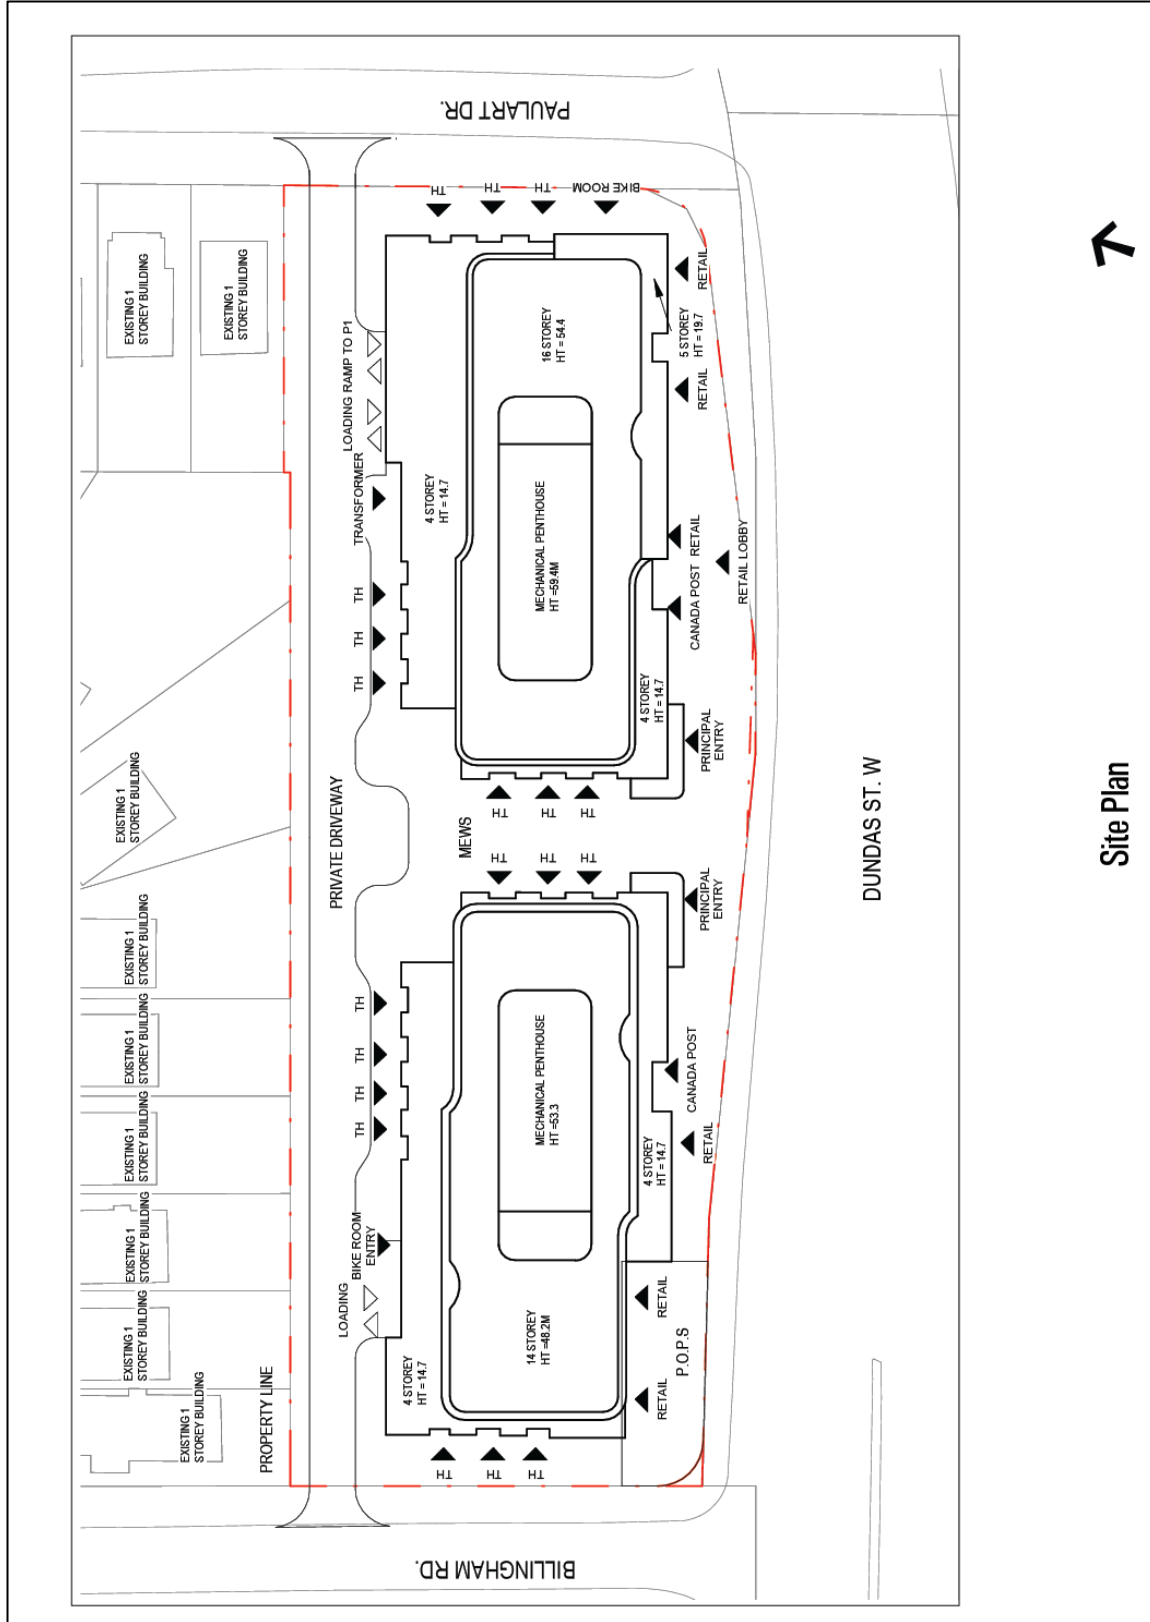 PAULART DR.
TH
TH
TH
BIKE ROOM
EXISTING 1
STOREY BUILDING
EXISTING 1
STOREY BUILDING
LOADING
RAMP TO P1
16 STOREY
HT = 54.4
5 STOREY
HT = 19.7
RETAIL
RETAIL
TRANSFORMER
4 STOREY
HT = 14.7
MECHANICAL PENTHOUSE
HT =59.4M
RETAIL
CANADA POST
RETAIL LOBBY
TH
TH
TH
4 STOREY
HT = 14.7
PRINCIPAL
ENTRY
EXISTING 1
STOREY BUILDING
PRIVATE DRIVEWAY
MEWS
TH
TH
TH
TH
TH
TH
PRINCIPAL
ENTRY
DUNDAS ST. W
Site Plan
EXISTING 1
STOREY BUILDING
EXISTING 1
STOREY BUILDING
EXISTING 1
STOREY BUILDING
EXISTING 1
STOREY BUILDING
EXISTING 1
STOREY BUILDING
EXISTING 1
STOREY BUILDING
TH
TH
TH
TH
MECHANICAL PENTHOUSE
HT =53.3
CANADA POST
RETAIL
4 STOREY
HT = 14.7
BIKE ROOM
ENTRY
LOADING
14 STOREY
HT =48.2M
4 STOREY
HT = 14.7
RETAIL
RETAIL
P.O.P.S
PROPERTY LINE
TH
TH
TH
BILLINGHAM RD.